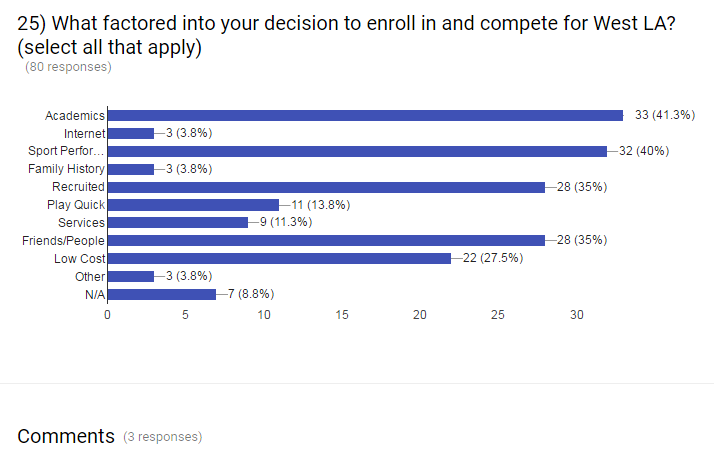 25) What factored into your decision to enroll in and compete for West LA?
(select all that apply)
(80 responses)
Academics 33 (41.3%)
Internet 3 (3.8%)
Sport Perfor... 32 (40%)
Family History 3 (3.8%)
Recruited 28 (35%)
Play Quick 11 (13.8%)
Services 9 (11.3%)
Friends/People 28 (35%)
Low Cost 22 (27.5%)
Other 3 (3.8%)
N/A 7 (8.8%)
0 5 10 15 20 25 30
Comments (3 responses)